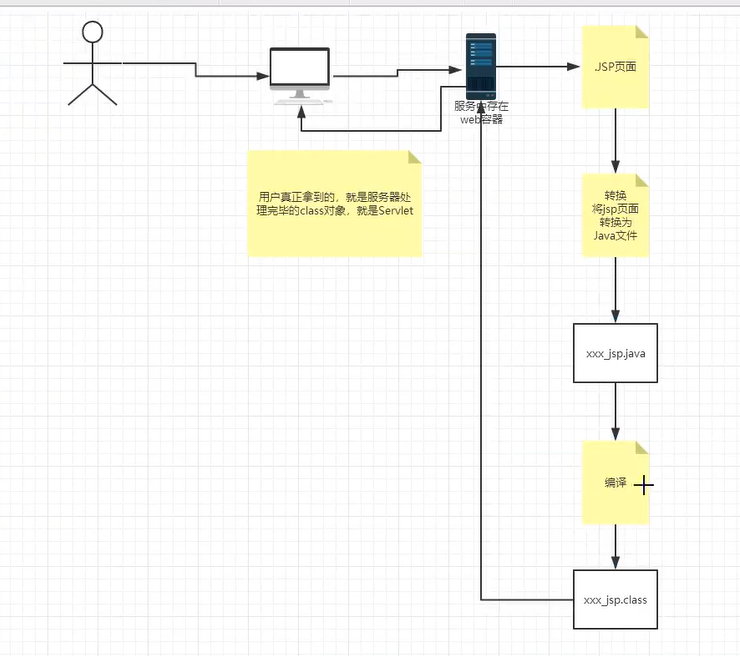 JSP页面
服务 中存在
web容器
用户真正拿到的，就是服务器处
理完毕的class对象，就是Servlet
转换
将jsp页面
转换为
Java文件
xxx_jsp.java
编译
xxx_jsp.class